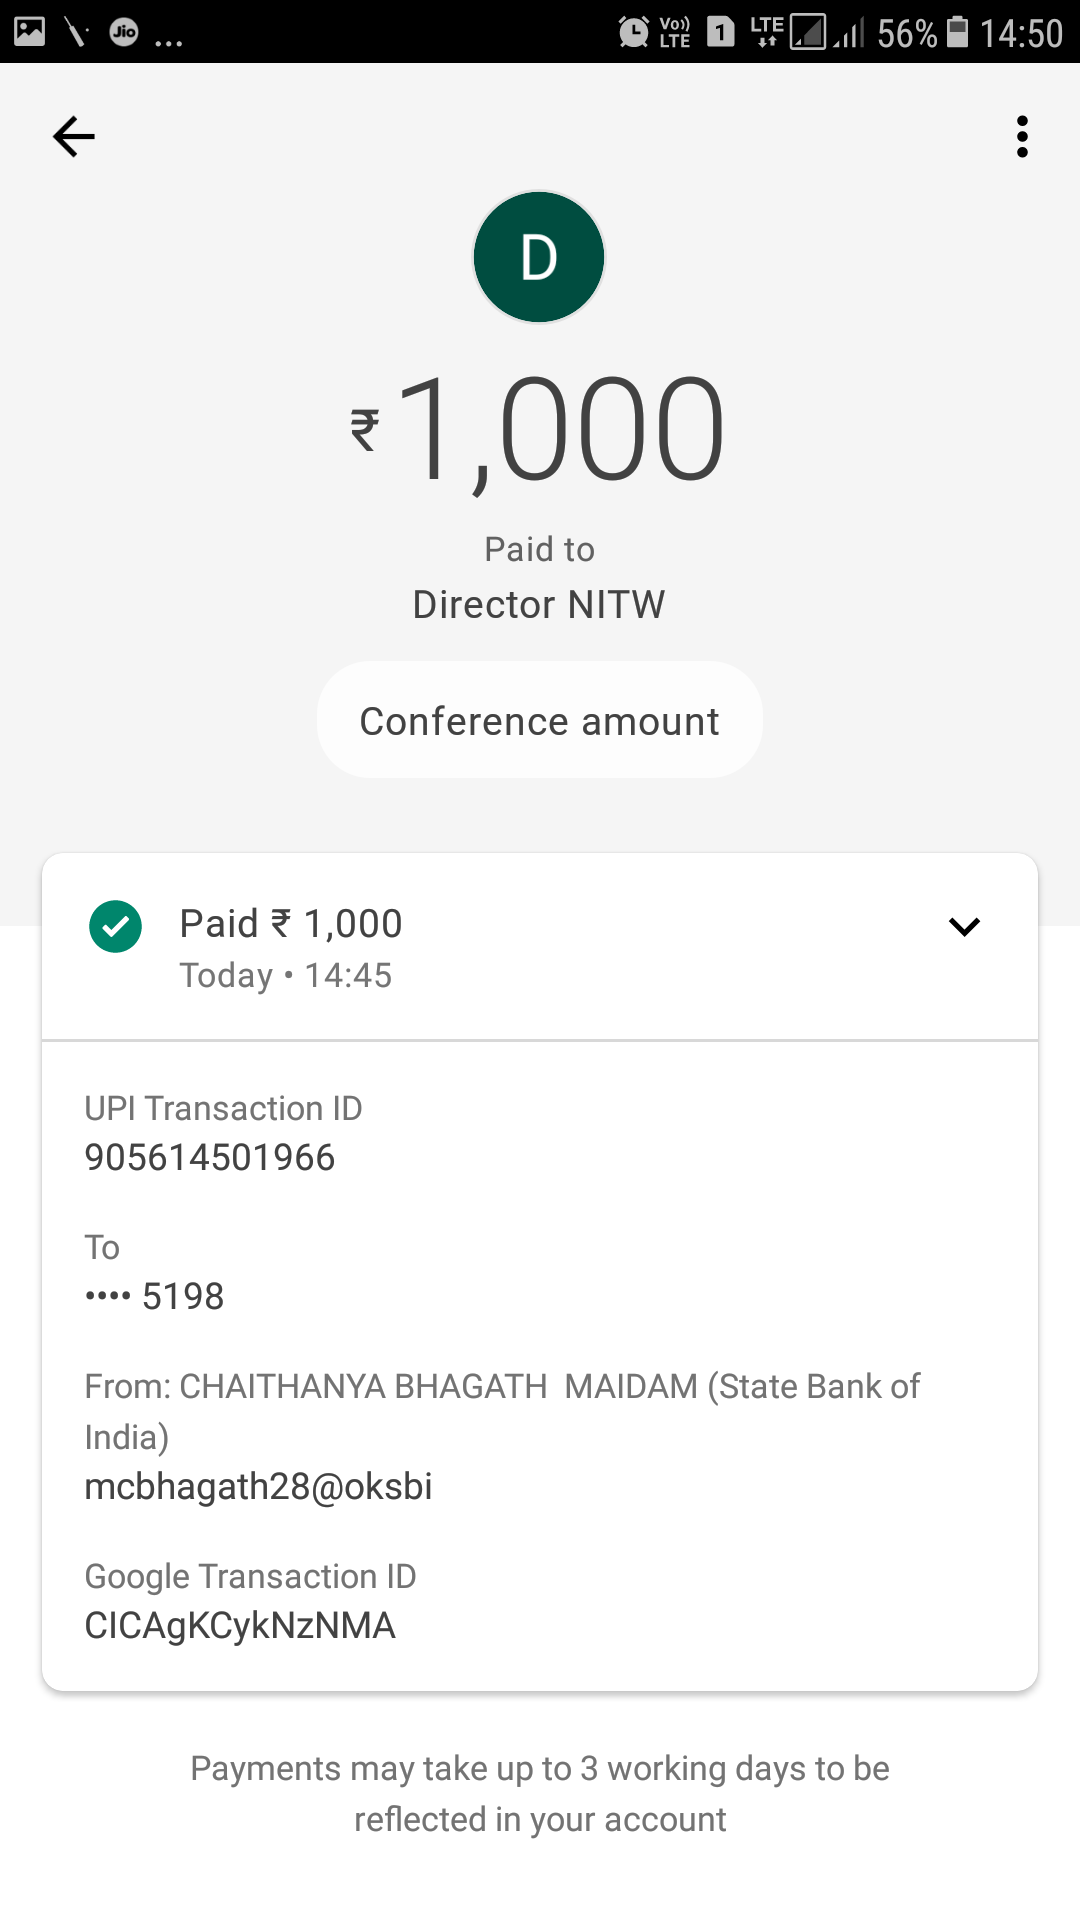 Jio ... Vo)) LTE 1 LTE 56% 14:50
D
₹1,000
Paid to
Director NITW
Conference amount
Paid ₹ 1,000
Today • 14:45
UPI Transaction ID
905614501966
To
•••• 5198
From: CHAITHANYA BHAGATH  MAIDAM (State Bank of
India)
mcbhagath28@oksbi
Google Transaction ID
CICAgKCykNzNMA
Payments may take up to 3 working days to be
reflected in your account